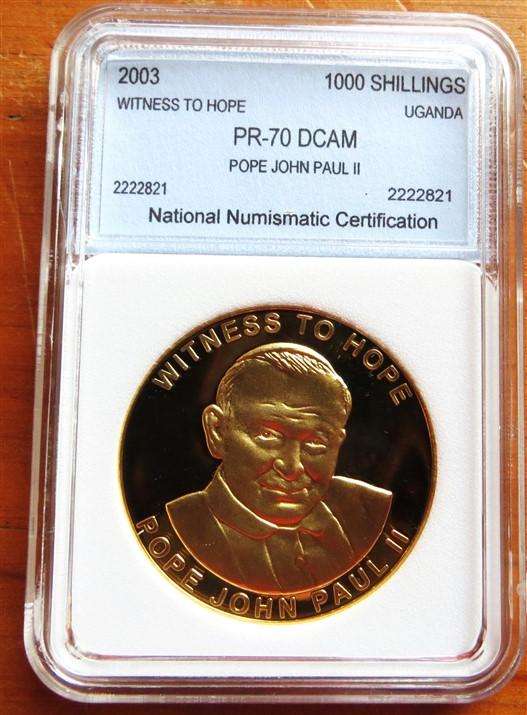 2003 1000 SHILLINGS
WITNESS TO HOPE UGANDA
PR-70 DCAM
POPE JOHN PAUL II
2222821 2222821
National Numismatic Certification
WITNESS TO HOPE
POPE JOHN PAUL II